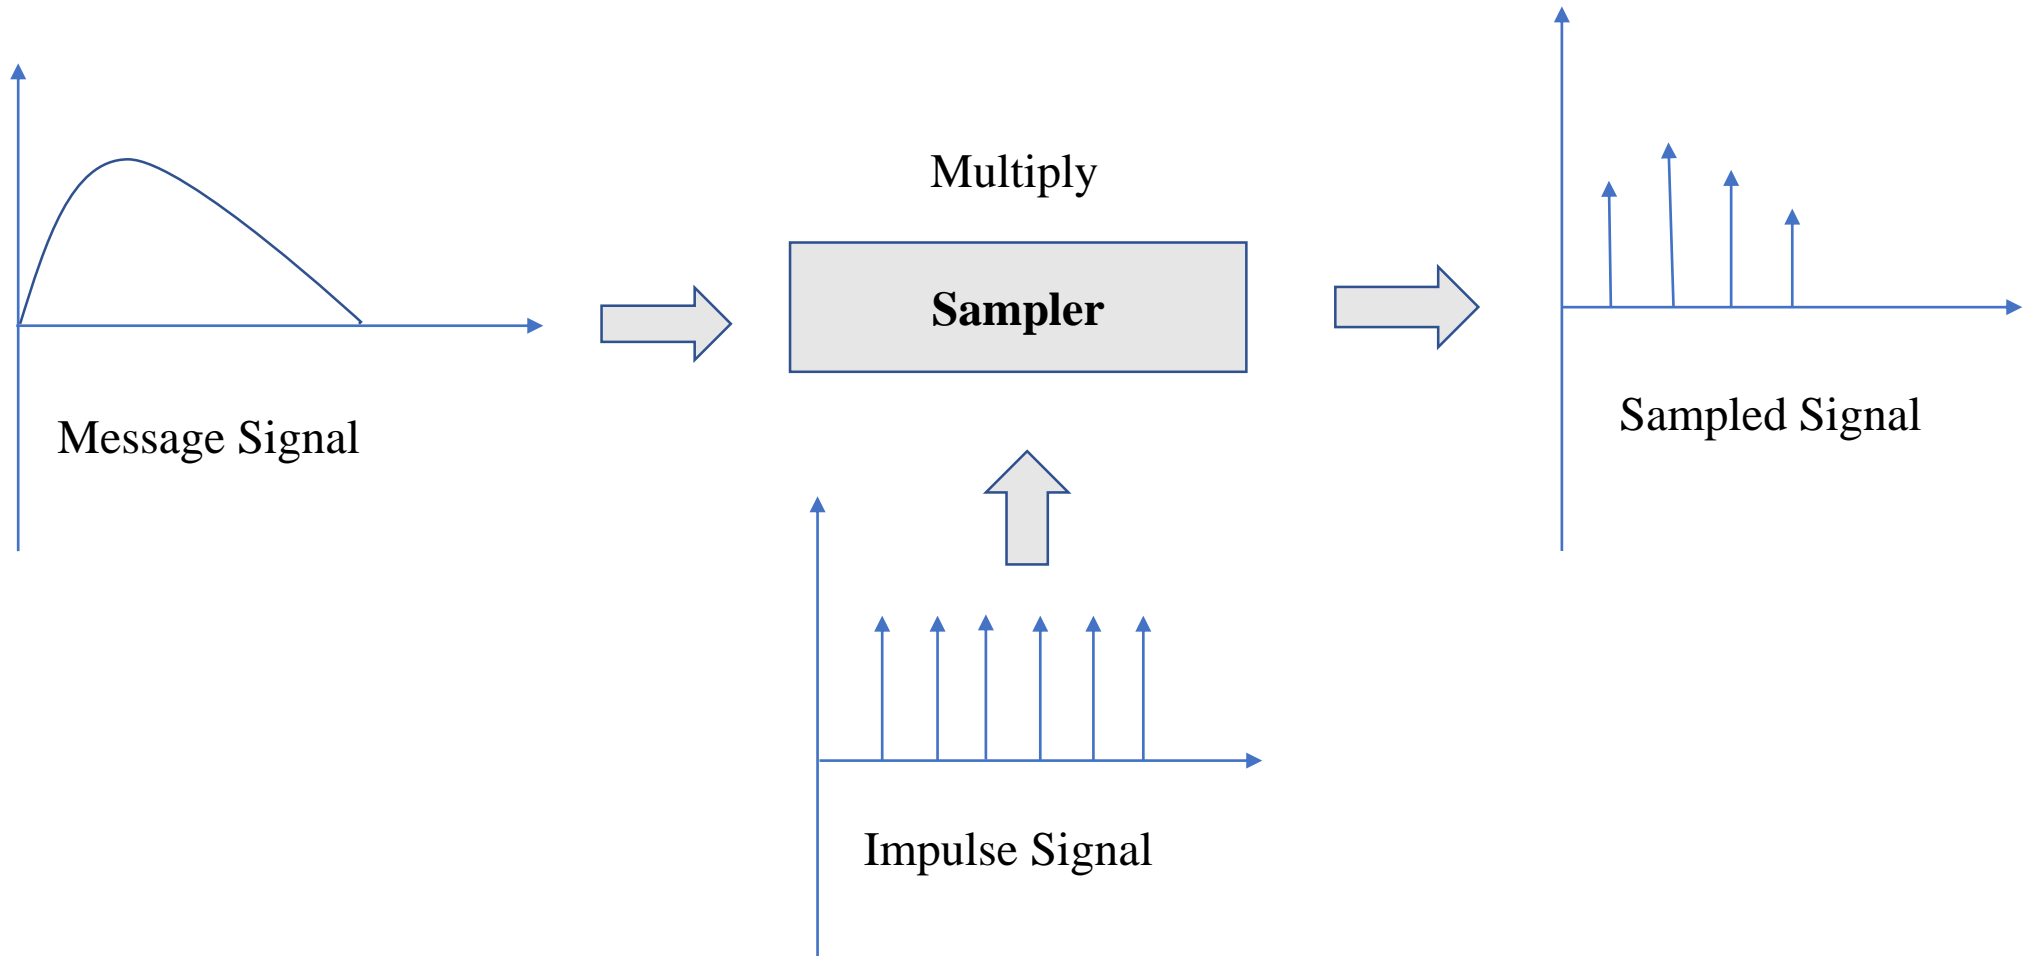 Multiply
Sampler
Message Signal
Sampled Signal
Impulse Signal